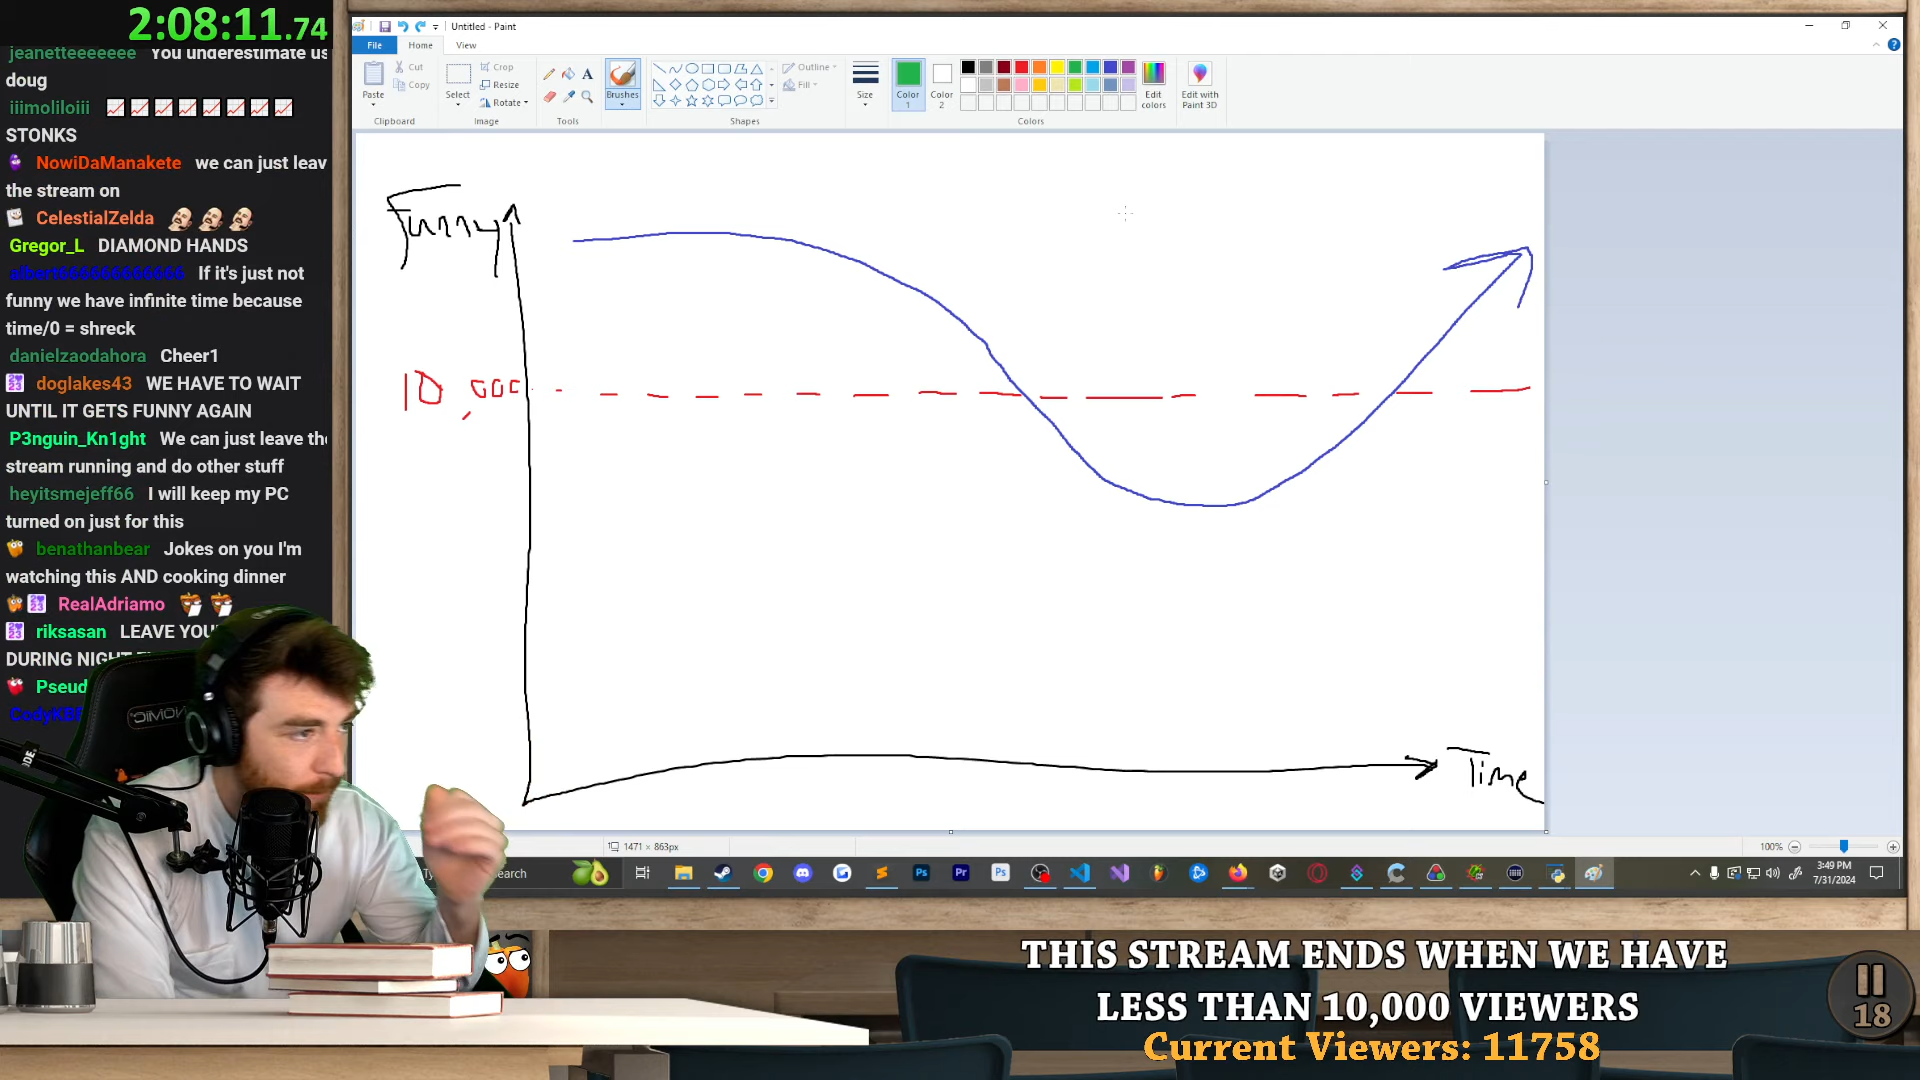 2:08:11.74
jeanetteeeeeee You underestimate us
doug
iiimoliloiii
STONKS
NowiDaManakete we can just leav
the stream on
CelestialZelda
Gregor_L DIAMOND HANDS
albert666666666666 If it's just not
funny we have infinite time because
time/0 = shreck
danielzaodahora Cheer1
doglakes43 WE HAVE TO WAIT
UNTIL IT GETS FUNNY AGAIN
P3nguin_Kn1ght We can just leave the
stream running and do other stuff
heyitsmejeff66 I will keep my PC
turned on just for this
benathanbear Jokes on you I'm
watching this AND cooking dinner
RealAdriamo
riksasan LEAVE YOU
DURING NIGHT
Pseud
Untitled - Paint
File Home View
Paste
Cut
Copy
Clipboard
Select
Crop
Resize
Rotate
Image
Tools
Brushes
Outline
Fill
Shapes
Size
Color
1
Color
2
Colors
Edit
colors
Edit with
Paint 3D
Funny
10,000
Time
1471 × 863px
100%
Search
3:49 PM
7/31/2024
THIS STREAM ENDS WHEN WE HAVE
LESS THAN 10,000 VIEWERS
Current Viewers: 11758
18